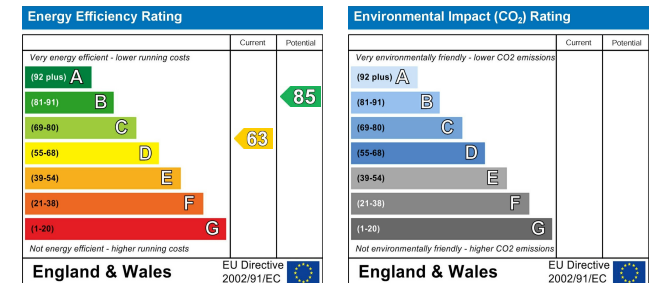 Energy Efficiency Rating
Current Potential
Very energy efficient - lower running costs
(92 plus) A
(81-91) B
85
(69-80) C
63
(55-68) D
(39-54) E
(21-38) F
(1-20) G
Not energy efficient - higher running costs
England & Wales
EU Directive
2002/91/EC
Environmental Impact (CO₂) Rating
Current Potential
Very environmentally friendly - lower CO2 emissions
(92 plus) A
(81-91) B
(69-80) C
(55-68) D
(39-54) E
(21-38) F
(1-20) G
Not environmentally friendly - higher CO2 emissions
England & Wales
EU Directive
2002/91/EC